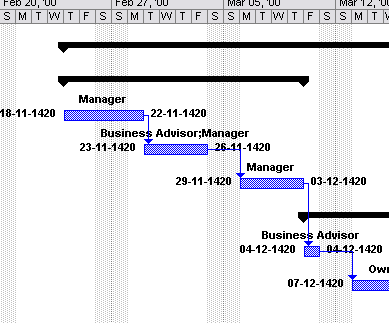 Feb 20, '00 Feb 27, '00 Mar 05, '00 Mar 12, '00
S M T W T F S S M T W T F S S M T W T F S S M T
Manager
18-11-1420 22-11-1420
Business Advisor;Manager
23-11-1420 26-11-1420
Manager
29-11-1420 03-12-1420
Business Advisor
04-12-1420 04-12-1420
Own
07-12-1420